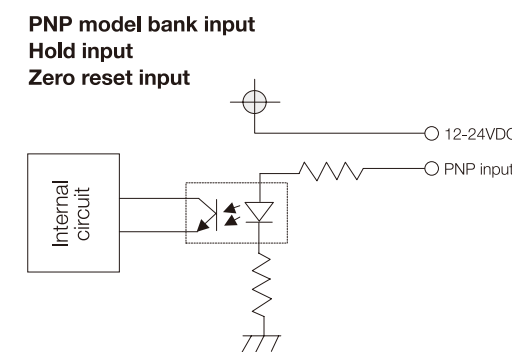 PNP model bank input
Hold input
Zero reset input
12-24VDC
PNP input
Internal
circuit